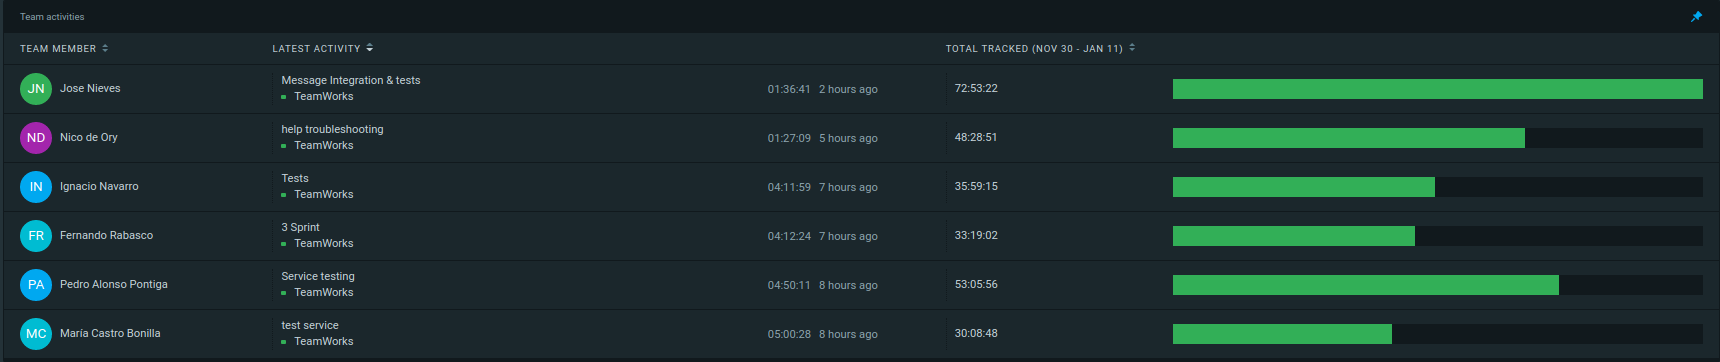 Team activities
TEAM MEMBER LATEST ACTIVITY TOTAL TRACKED (NOV 30 - JAN 11)
JN Jose Nieves Message Integration & tests 01:36:41 2 hours ago 72:53:22
TeamWorks
ND Nico de Ory help troubleshooting 01:27:09 5 hours ago 48:28:51
TeamWorks
IN Ignacio Navarro Tests 04:11:59 7 hours ago 35:59:15
TeamWorks
FR Fernando Rabasco 3 Sprint 04:12:24 7 hours ago 33:19:02
TeamWorks
PA Pedro Alonso Pontiga Service testing 04:50:11 8 hours ago 53:05:56
TeamWorks
MC María Castro Bonilla test service 05:00:28 8 hours ago 30:08:48
TeamWorks